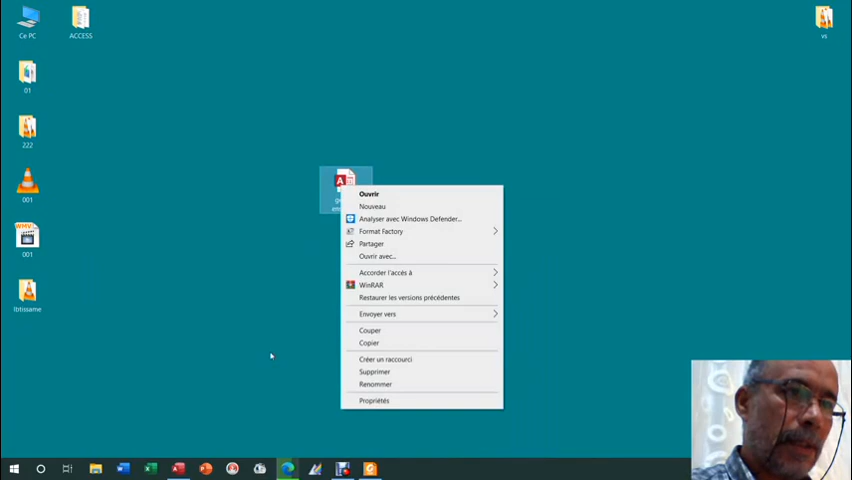 Ce PC
ACCESS
vs
01
222
001
001
Ibtissame
Ouvrir
Nouveau
Analyser avec Windows Defender...
Format Factory
Partager
Ouvrir avec...
Accorder l'accès à
WinRAR
Restaurer les versions précédentes
Envoyer vers
Couper
Copier
Créer un raccourci
Supprimer
Renommer
Propriétés